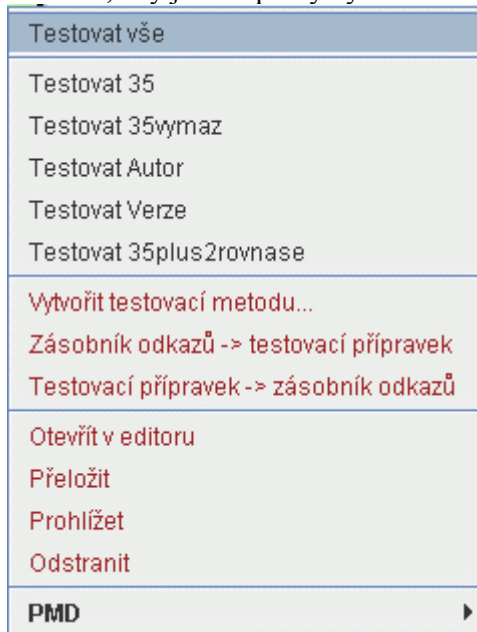 Testovat vše
Testovat 35
Testovat 35vymaz
Testovat Autor
Testovat Verze
Testovat 35plus2rovnase
Vytvořit testovací metodu...
Zásobník odkazů -> testovací přípravek
Testovací přípravek -> zásobník odkazů
Otevřít v editoru
Přeložit
Prohlížet
Odstranit
PMD